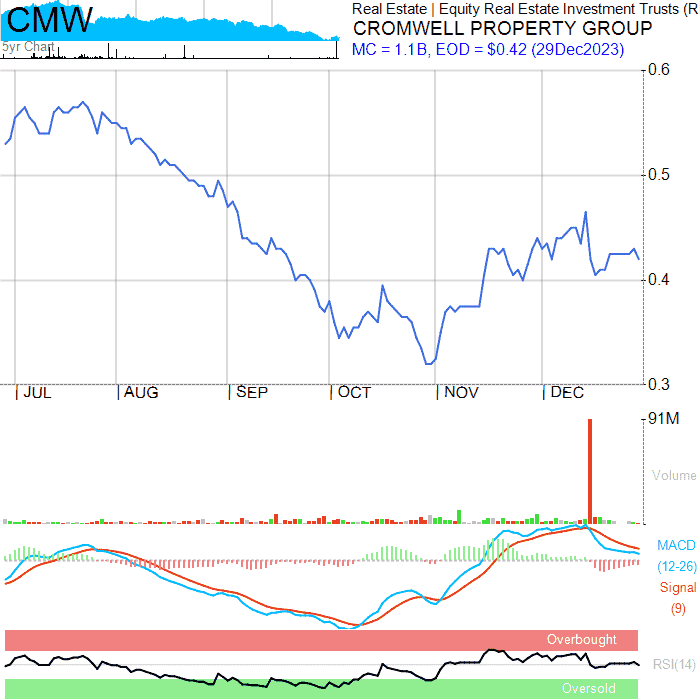 CMW
5yr Chart
Real Estate | Equity Real Estate Investment Trusts (R
CROMWELL PROPERTY GROUP
MC = 1.1B, EOD = $0.42 (29Dec2023)
0.6
0.5
0.4
0.3
JUL AUG SEP OCT NOV DEC
91M
Volume
MACD
(12-26)
Signal
(9)
Overbought
RSI(14)
Oversold